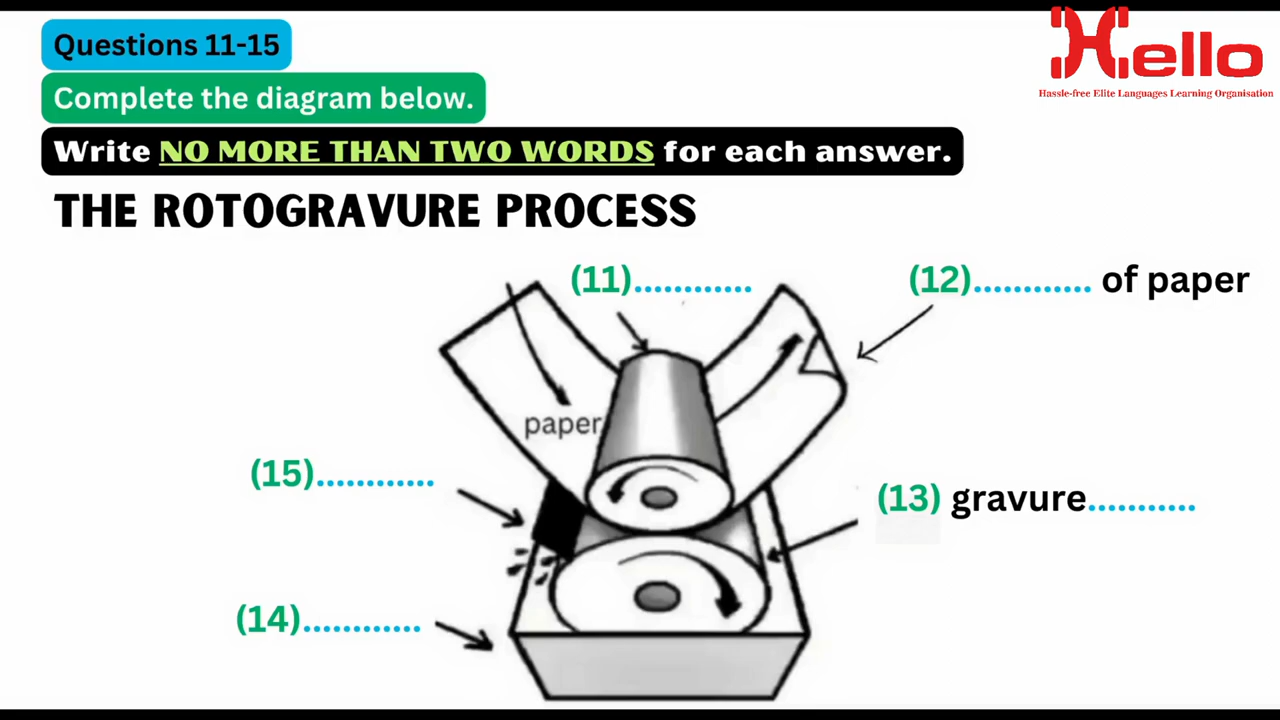 Questions 11-15
Hello
Hassle-free Elite Languages Learning Organisation
Complete the diagram below.
Write NO MORE THAN TWO WORDS for each answer.
THE ROTOGRAVURE PROCESS
(11)............
(12)............ of paper
paper
(15)............
(13) gravure...........
(14)............